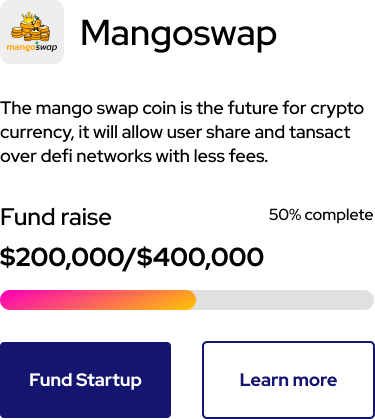 mangoswap
Mangoswap
The mango swap coin is the future for crypto
currency, it will allow user share and tansact
over defi networks with less fees.
Fund raise
50% complete
$200,000/$400,000
Fund Startup
Learn more